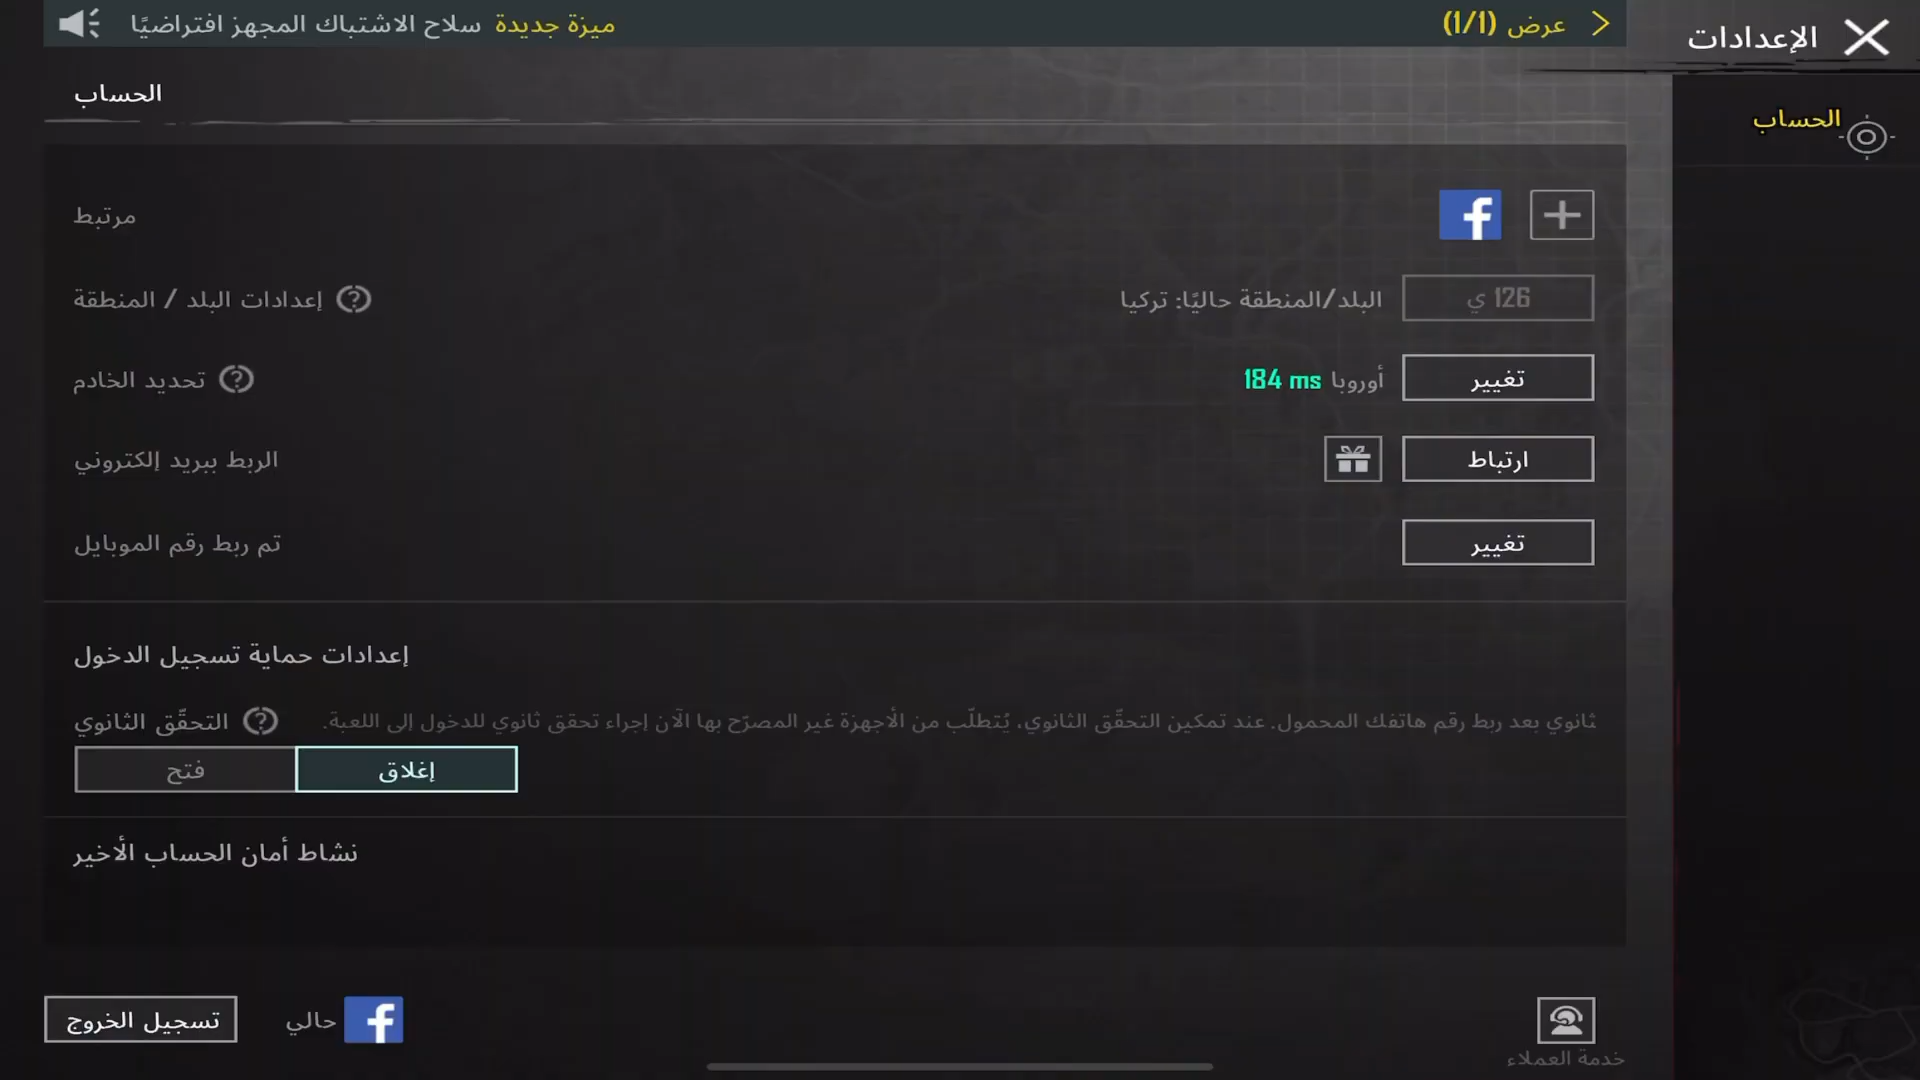 ميزة جديدة سلاح الاشتباك المجهز افتراضيًا
عرض (1/1)
الإعدادات
الحساب
الحساب
مرتبط
إعدادات البلد / المنطقة
البلد/المنطقة حاليًا: تركيا
126 ي
تحديد الخادم
أوروبا 184 ms
تغيير
الربط ببريد إلكتروني
ارتباط
تم ربط رقم الموبايل
تغيير
إعدادات حماية تسجيل الدخول
التحقّق الثانوي
ثانوي بعد ربط رقم هاتفك المحمول. عند تمكين التحقّق الثانوي، يُتطلّب من الأجهزة غير المصرّح بها الآن إجراء تحقق ثانوي للدخول إلى اللعبة.
فتح
إغلاق
نشاط أمان الحساب الأخير
تسجيل الخروج
حالي
خدمة العملاء